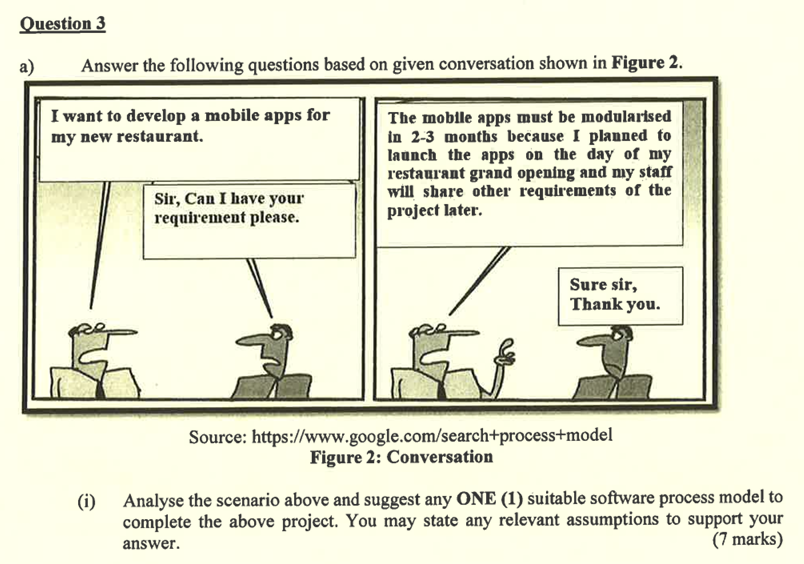 Question 3
a) Answer the following questions based on given conversation shown in Figure 2.
I want to develop a mobile apps for
my new restaurant.
Sir, Can I have your
requirement please.
The mobile apps must be modularised
in 2-3 months because I planned to
launch the apps on the day of my
restaurant grand opening and my staff
will share other requirements of the
project later.
Sure sir,
Thank you.
Source: https://www.google.com/search+process+model
Figure 2: Conversation
(i) Analyse the scenario above and suggest any ONE (1) suitable software process model to
complete the above project. You may state any relevant assumptions to support your
answer. (7 marks)